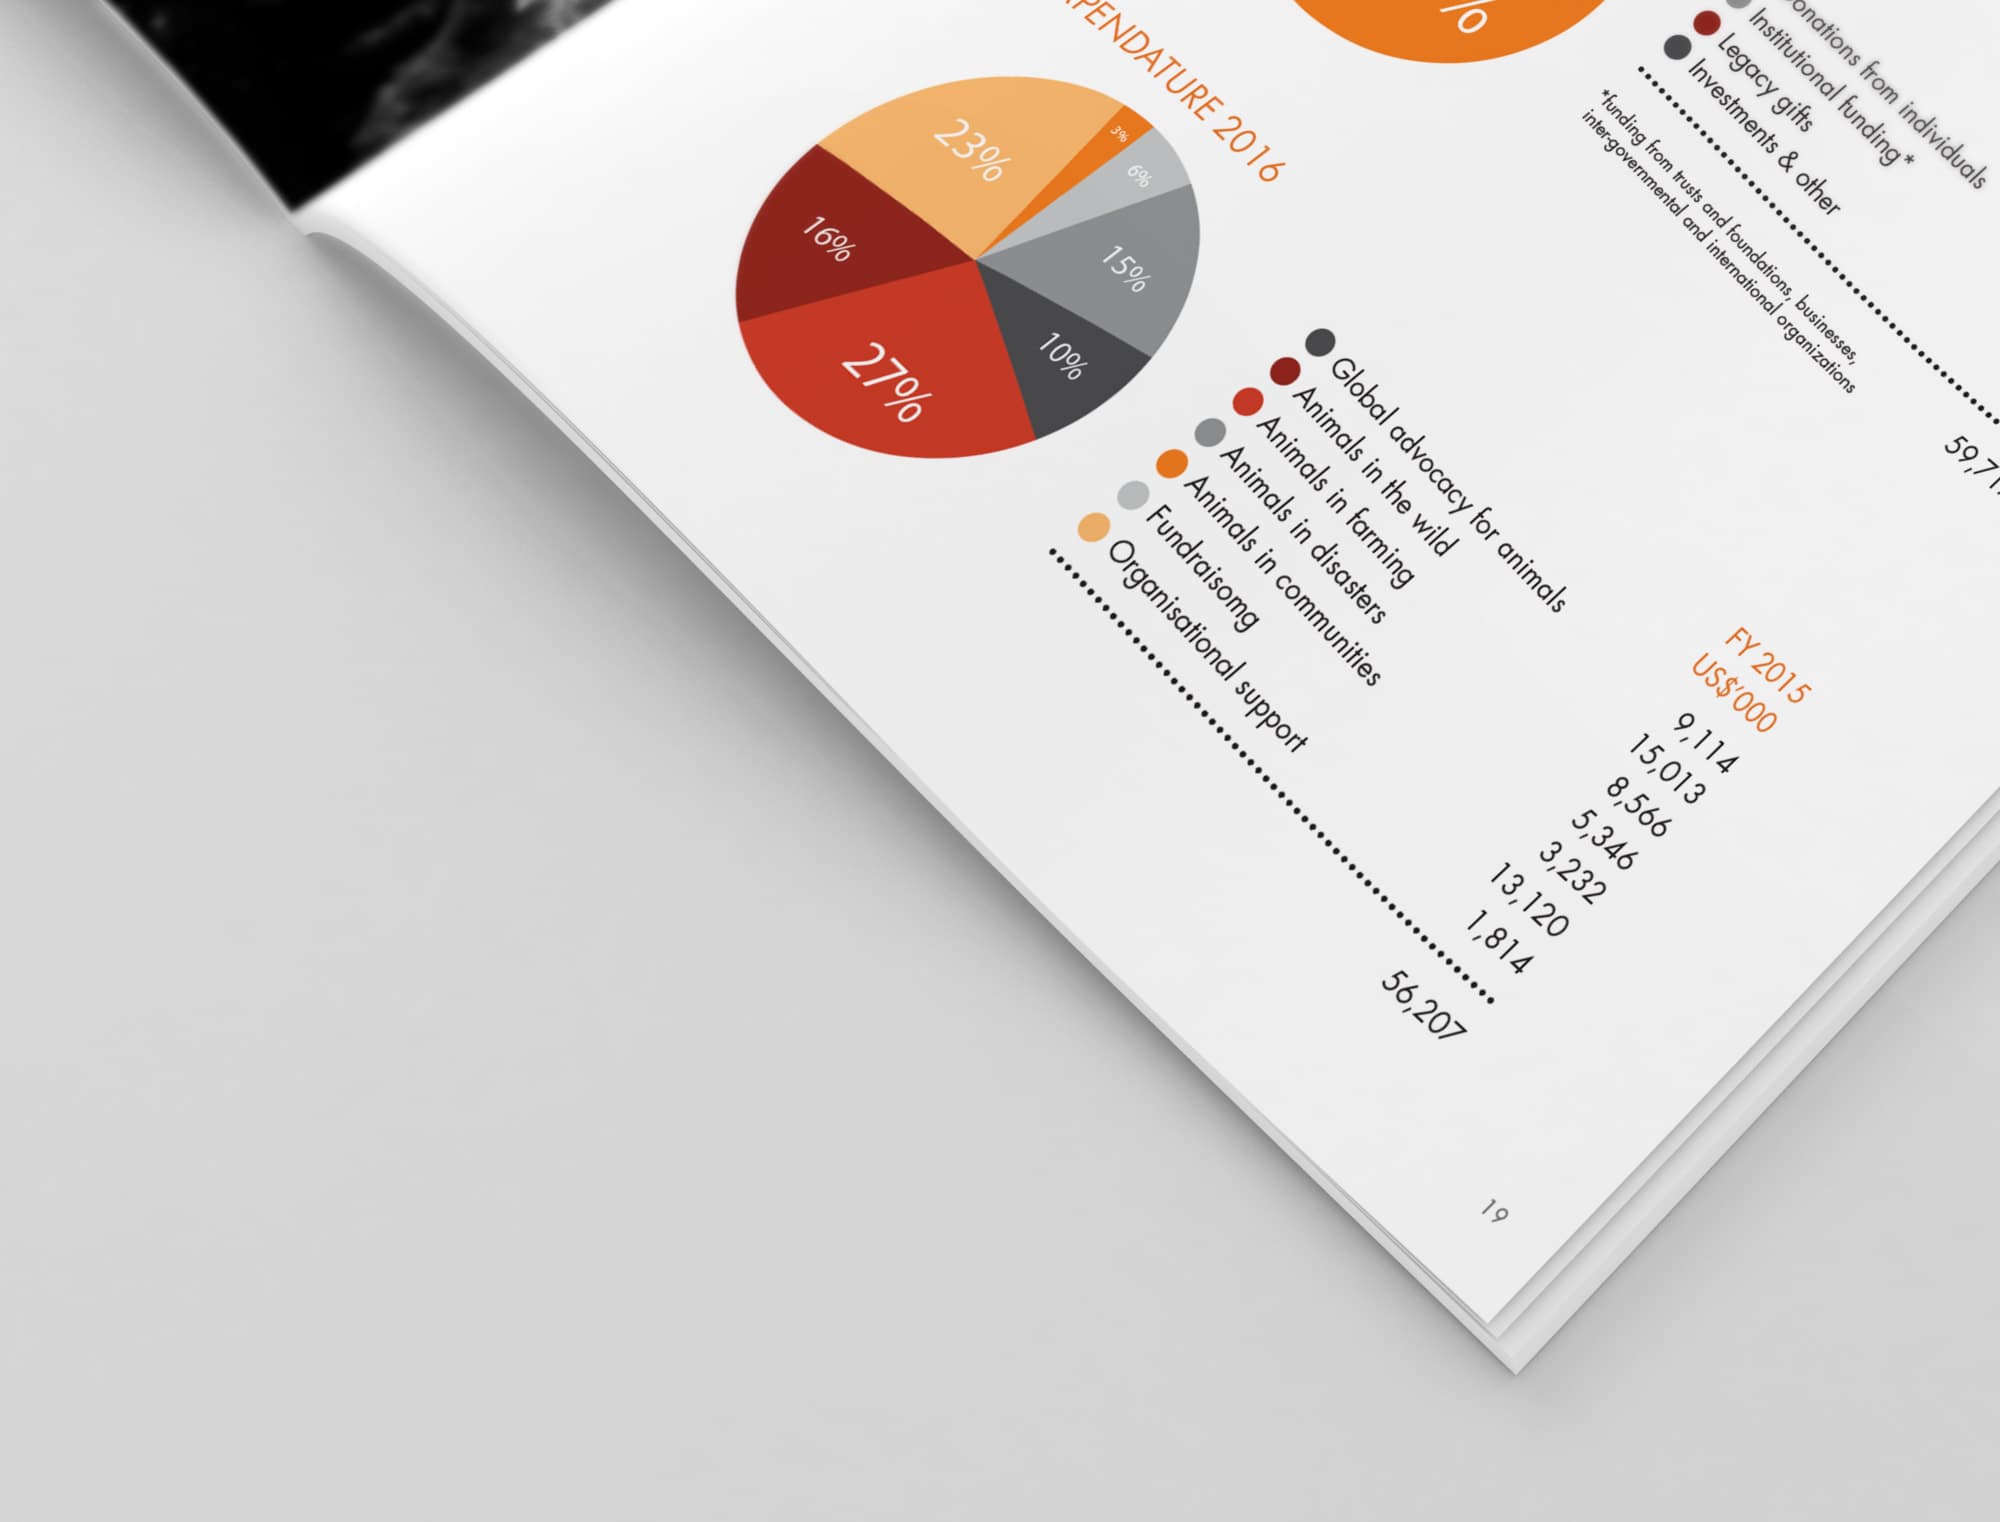 %
Institutional funding *
Legacy gifts
Investments & other
*funding from trusts and foundations, businesses,
inter-governmental and international organizations
PENDATURE 2016
23%
3%
6%
15%
10%
27%
16%
Global advocacy for animals
Animals in the wild
Animals in farming
Animals in disasters
Animals in communities
Fundraisomg
Organisational support
FY 2015
US$'000
9,114
15,013
8,566
5,346
3,232
13,120
1,814
56,207
19
from individuals